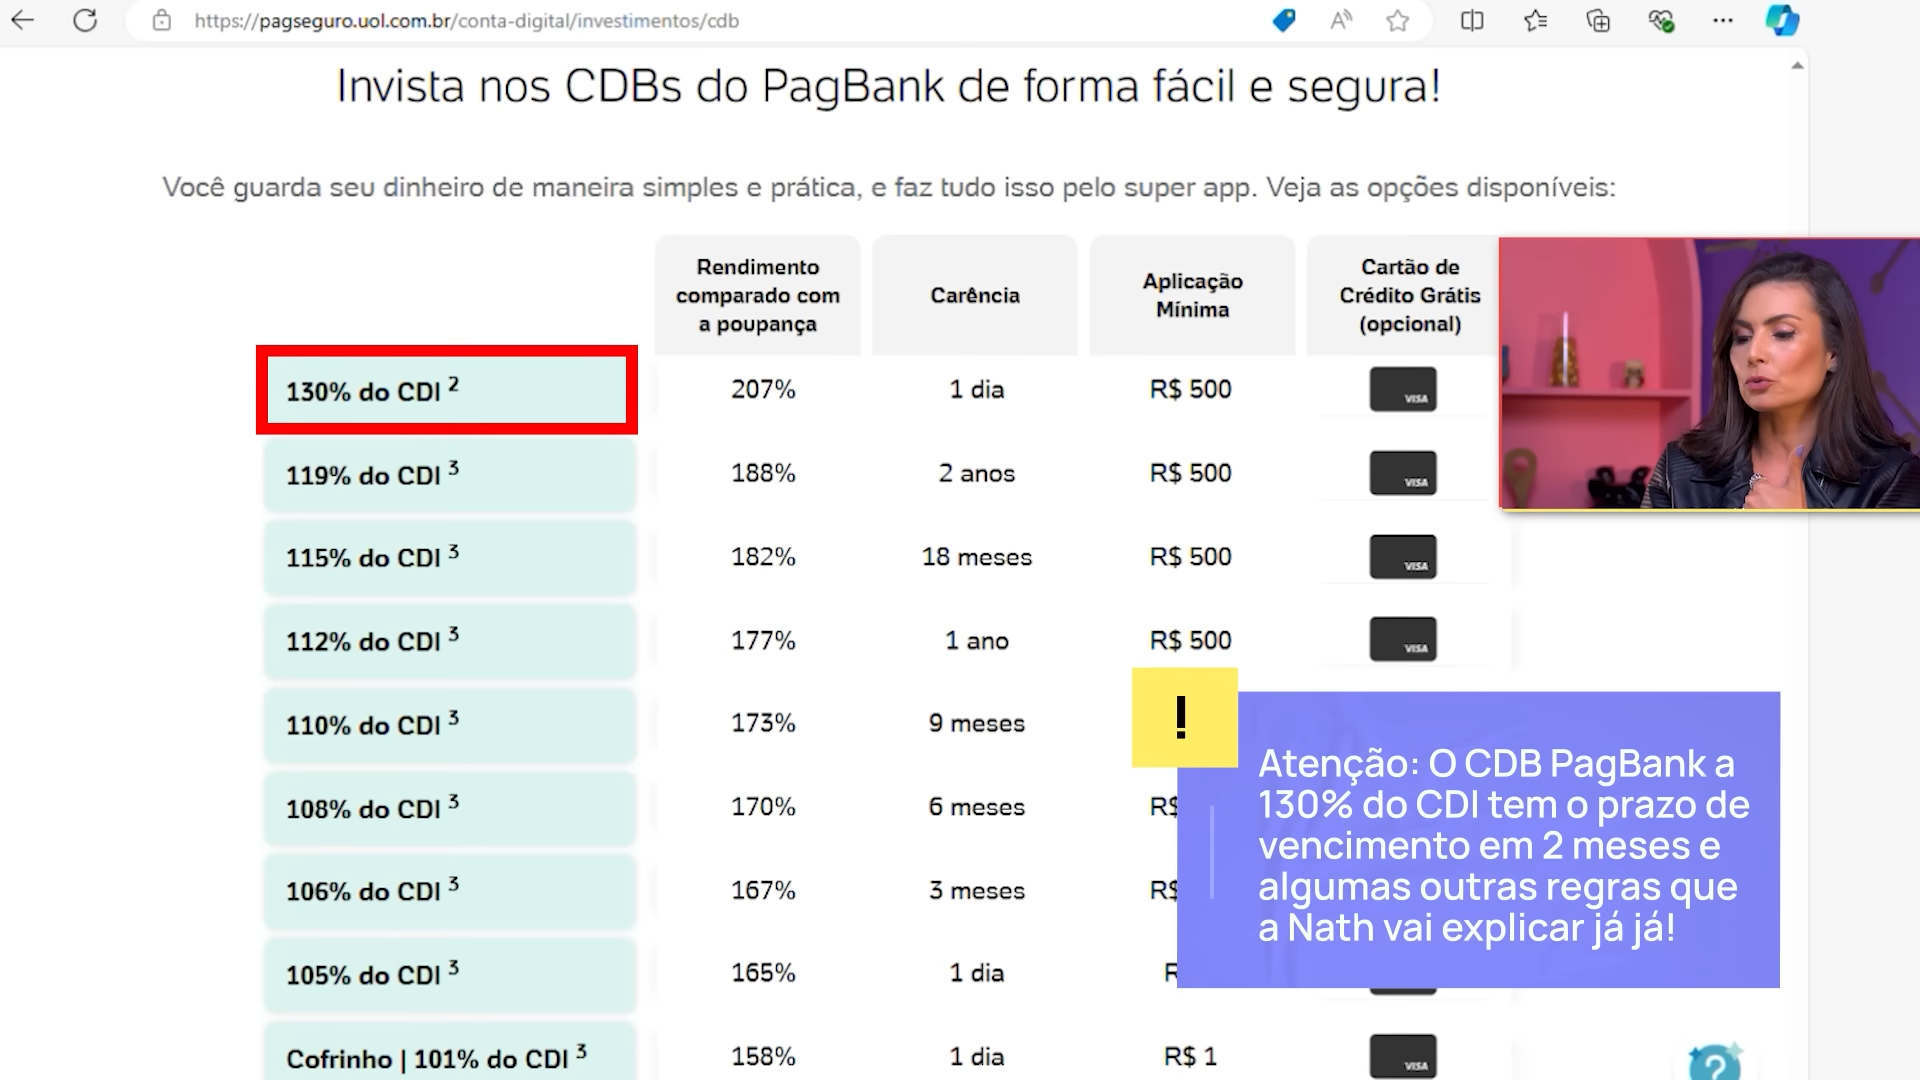 https://pagseguro.uol.com.br/conta-digital/investimentos/cdb
Invista nos CDBs do PagBank de forma fácil e segura!
Você guarda seu dinheiro de maneira simples e prática, e faz tudo isso pelo super app. Veja as opções disponíveis:
Rendimento
comparado com
a poupança
Carência
Aplicação
Mínima
Cartão de
Crédito Grátis
(opcional)
130% do CDI ² 207% 1 dia R$ 500 VISA
119% do CDI ³ 188% 2 anos R$ 500 VISA
115% do CDI ³ 182% 18 meses R$ 500 VISA
112% do CDI ³ 177% 1 ano R$ 500 VISA
110% do CDI ³ 173% 9 meses
108% do CDI ³ 170% 6 meses R$
106% do CDI ³ 167% 3 meses R$
105% do CDI ³ 165% 1 dia
Cofrinho | 101% do CDI ³ 158% 1 dia R$ 1 VISA
!
Atenção: O CDB PagBank a
130% do CDI tem o prazo de
vencimento em 2 meses e
algumas outras regras que
a Nath vai explicar já já!
?